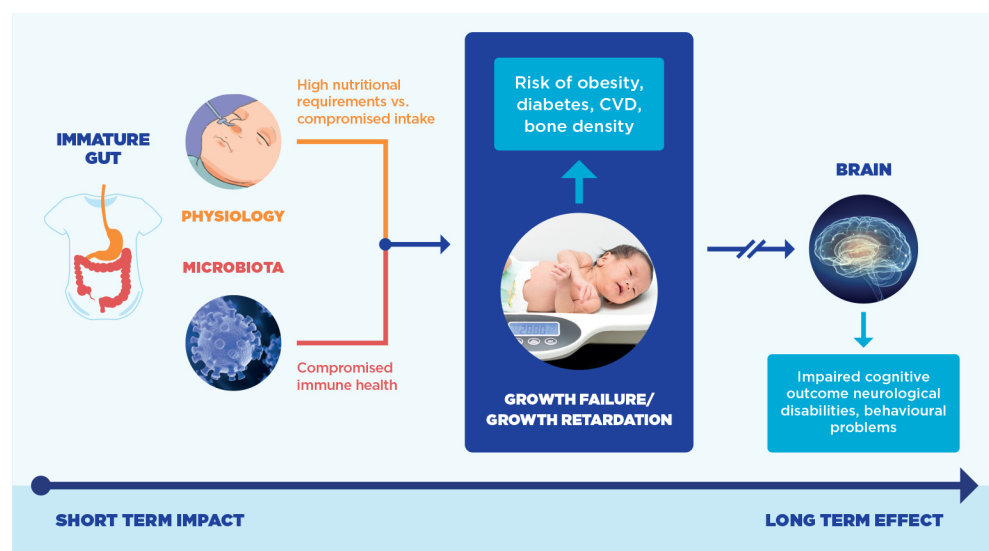 High nutritional
requirements vs.
compromised intake
IMMATURE
GUT
PHYSIOLOGY
MICROBIOTA
Compromised
immune health
Risk of obesity,
diabetes, CVD,
bone density
GROWTH FAILURE/
GROWTH RETARDATION
BRAIN
Impaired cognitive
outcome neurological
disabilities, behavioural
problems
SHORT TERM IMPACT
LONG TERM EFFECT